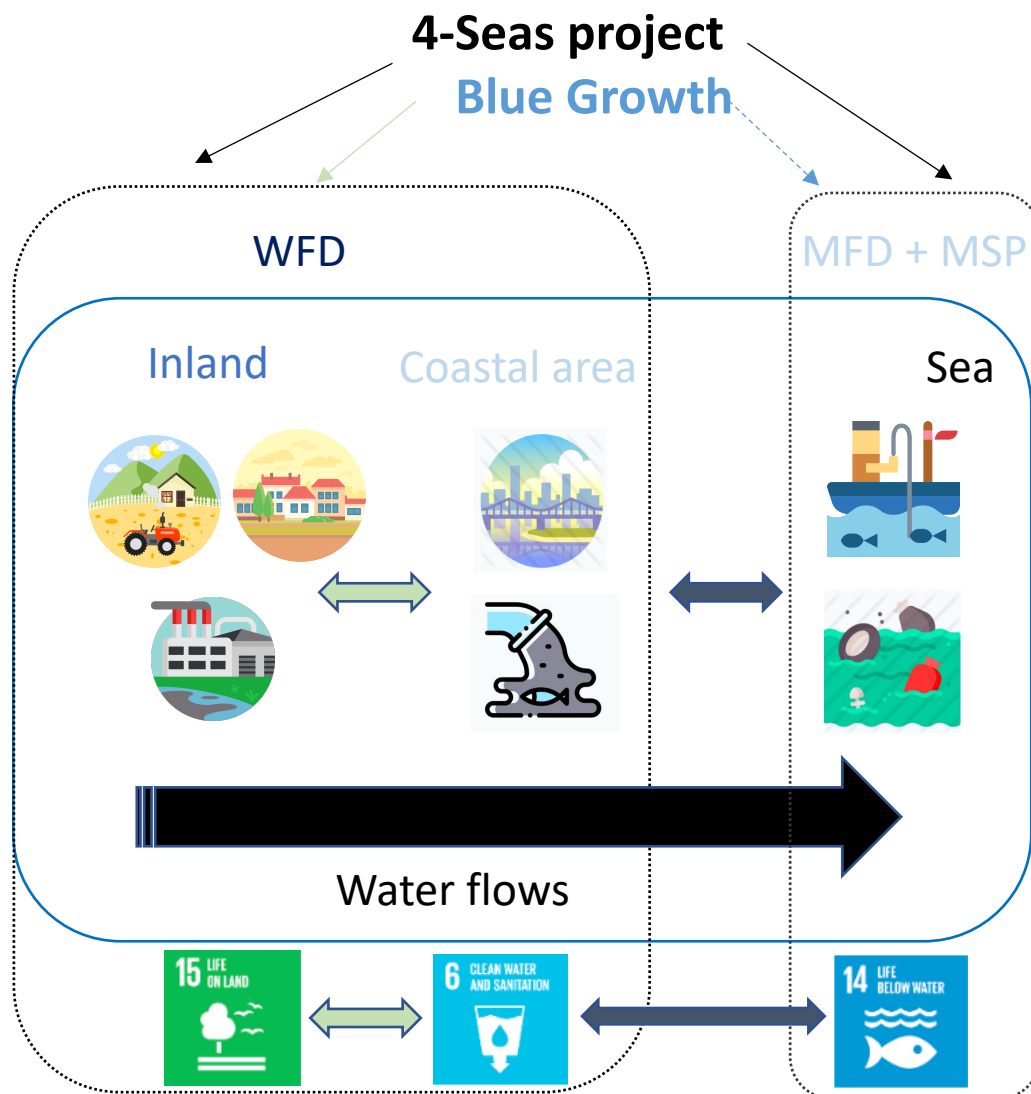 4-Seas project
Blue Growth
WFD
MFD + MSP
Inland
Coastal area
Sea
Water flows
15 LIFE
ON LAND
6 CLEAN WATER
AND SANITATION
14 LIFE
BELOW WATER